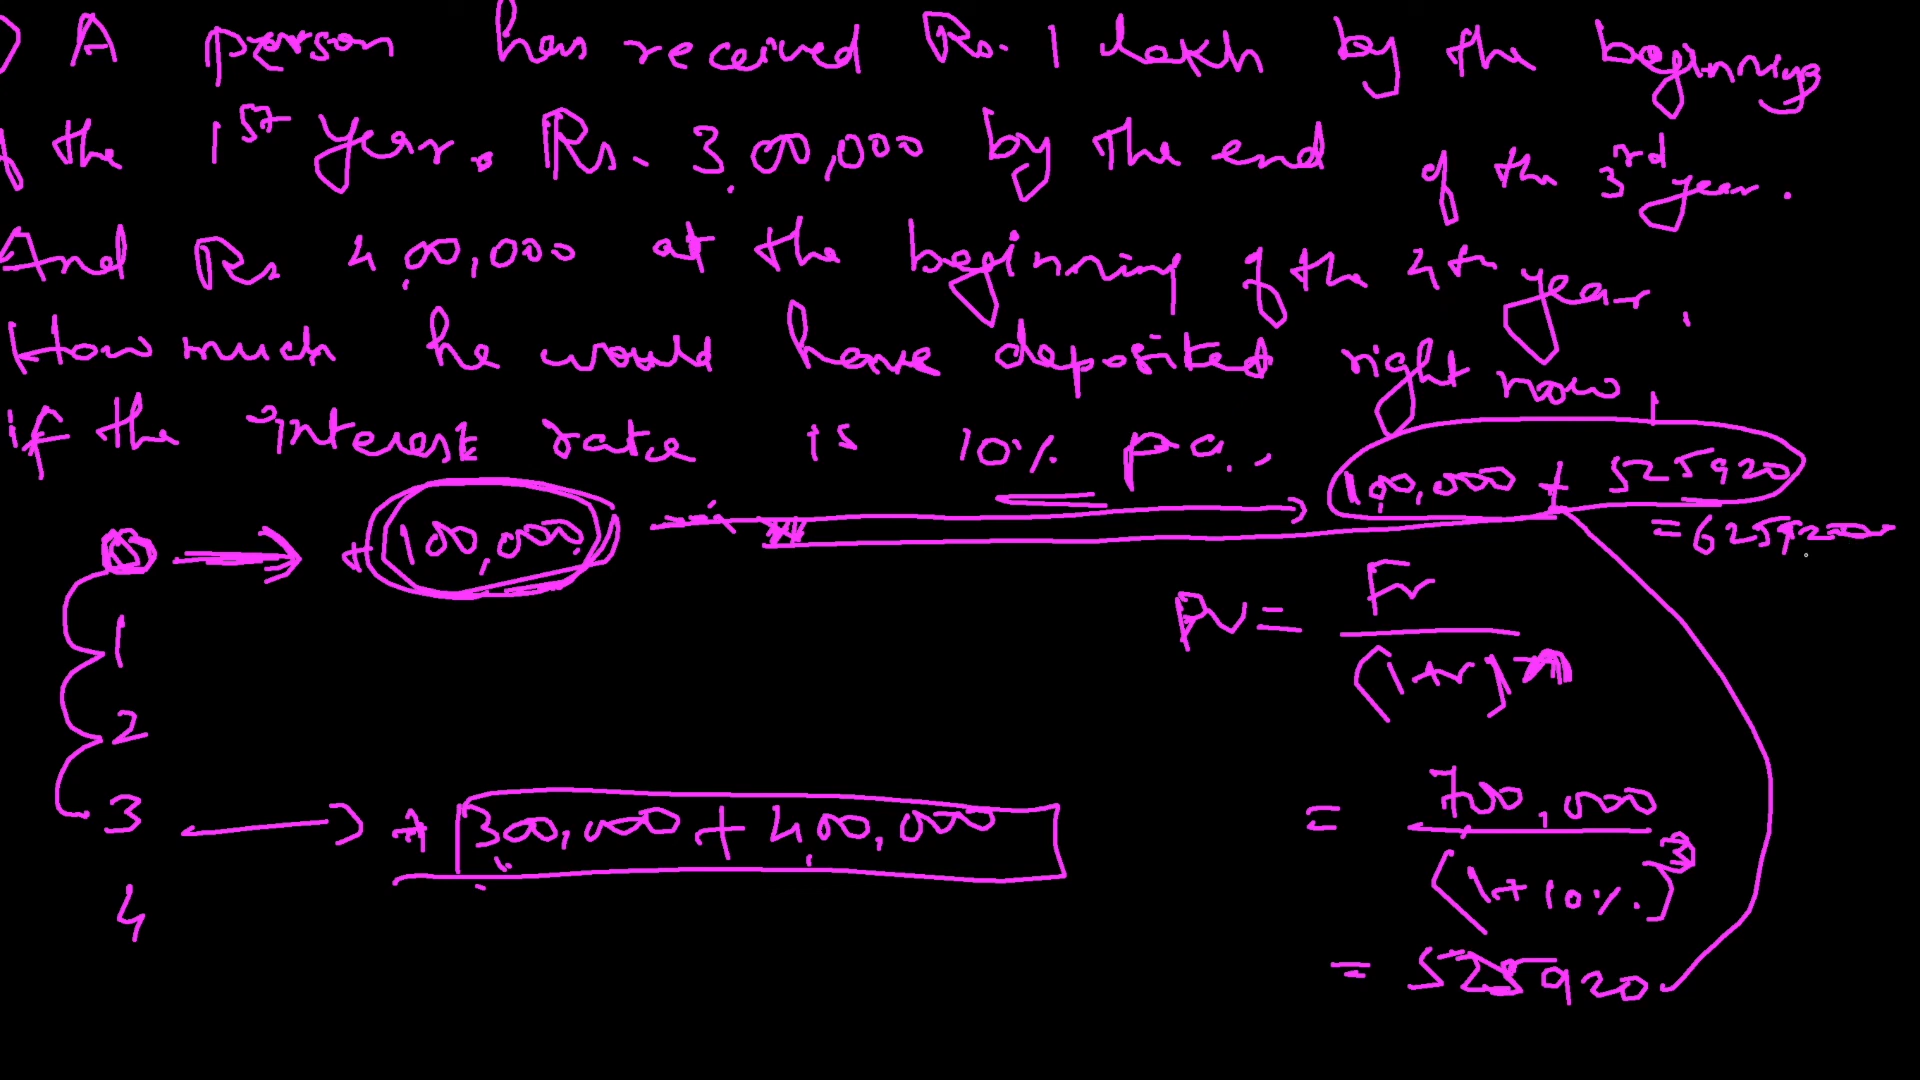 ) A person has received Rs. 1 lakh by the beginning
f the 1st year. Rs. 3,00,000 by the end of the 3rd year.
And Rs 4,00,000 at the beginning of the 4th year.
How much he would have deposited right now,
if the interest rate is 10% pa.
0 → + 100,000 → 100,000 + 525920
= 625920
PV = Fv / (1+r)^n
1
2
3 → + 300,000 + 400,000
= 700,000 / (1+10%)^3
4
= 525920